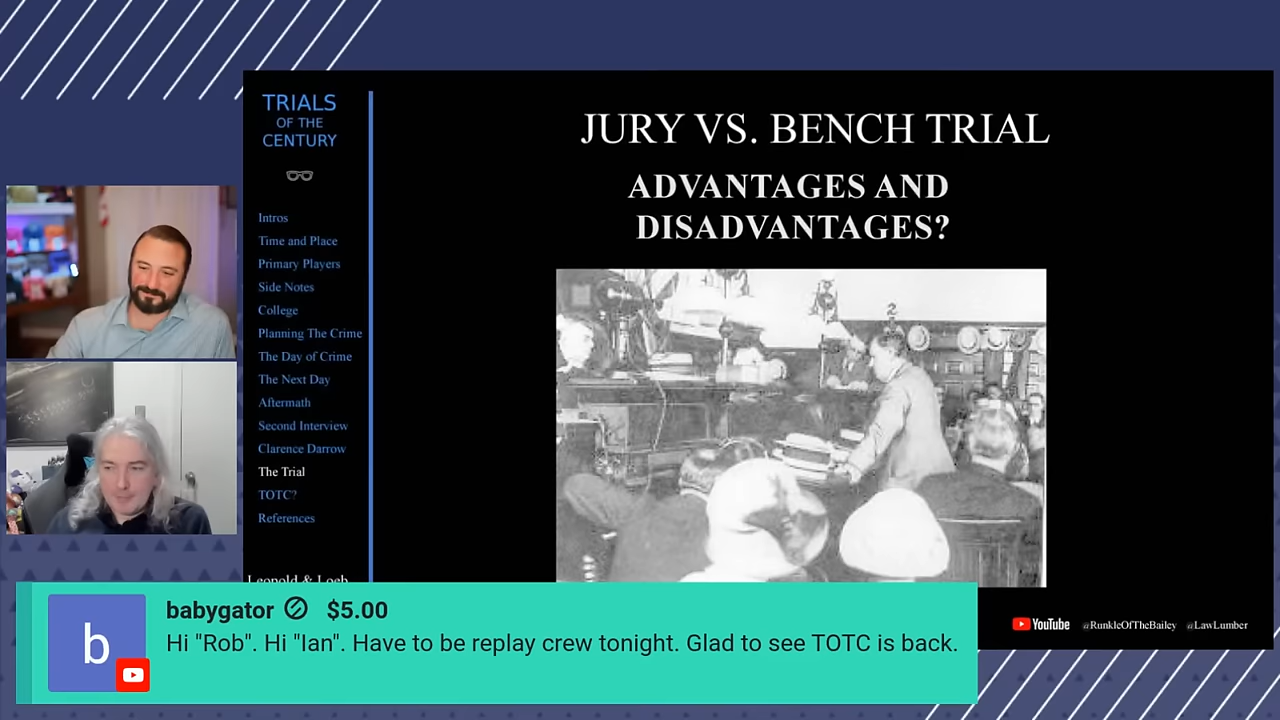 TRIALS
OF THE
CENTURY
Intros
Time and Place
Primary Players
Side Notes
College
Planning The Crime
The Day of Crime
The Next Day
Aftermath
Second Interview
Clarence Darrow
The Trial
TOTC?
References
Leopold & Loeb
JURY VS. BENCH TRIAL
ADVANTAGES AND
DISADVANTAGES?
2
YouTube @RunkleOfTheBailey @LawLumber
b
babygator $5.00
Hi "Rob". Hi "Ian". Have to be replay crew tonight. Glad to see TOTC is back.